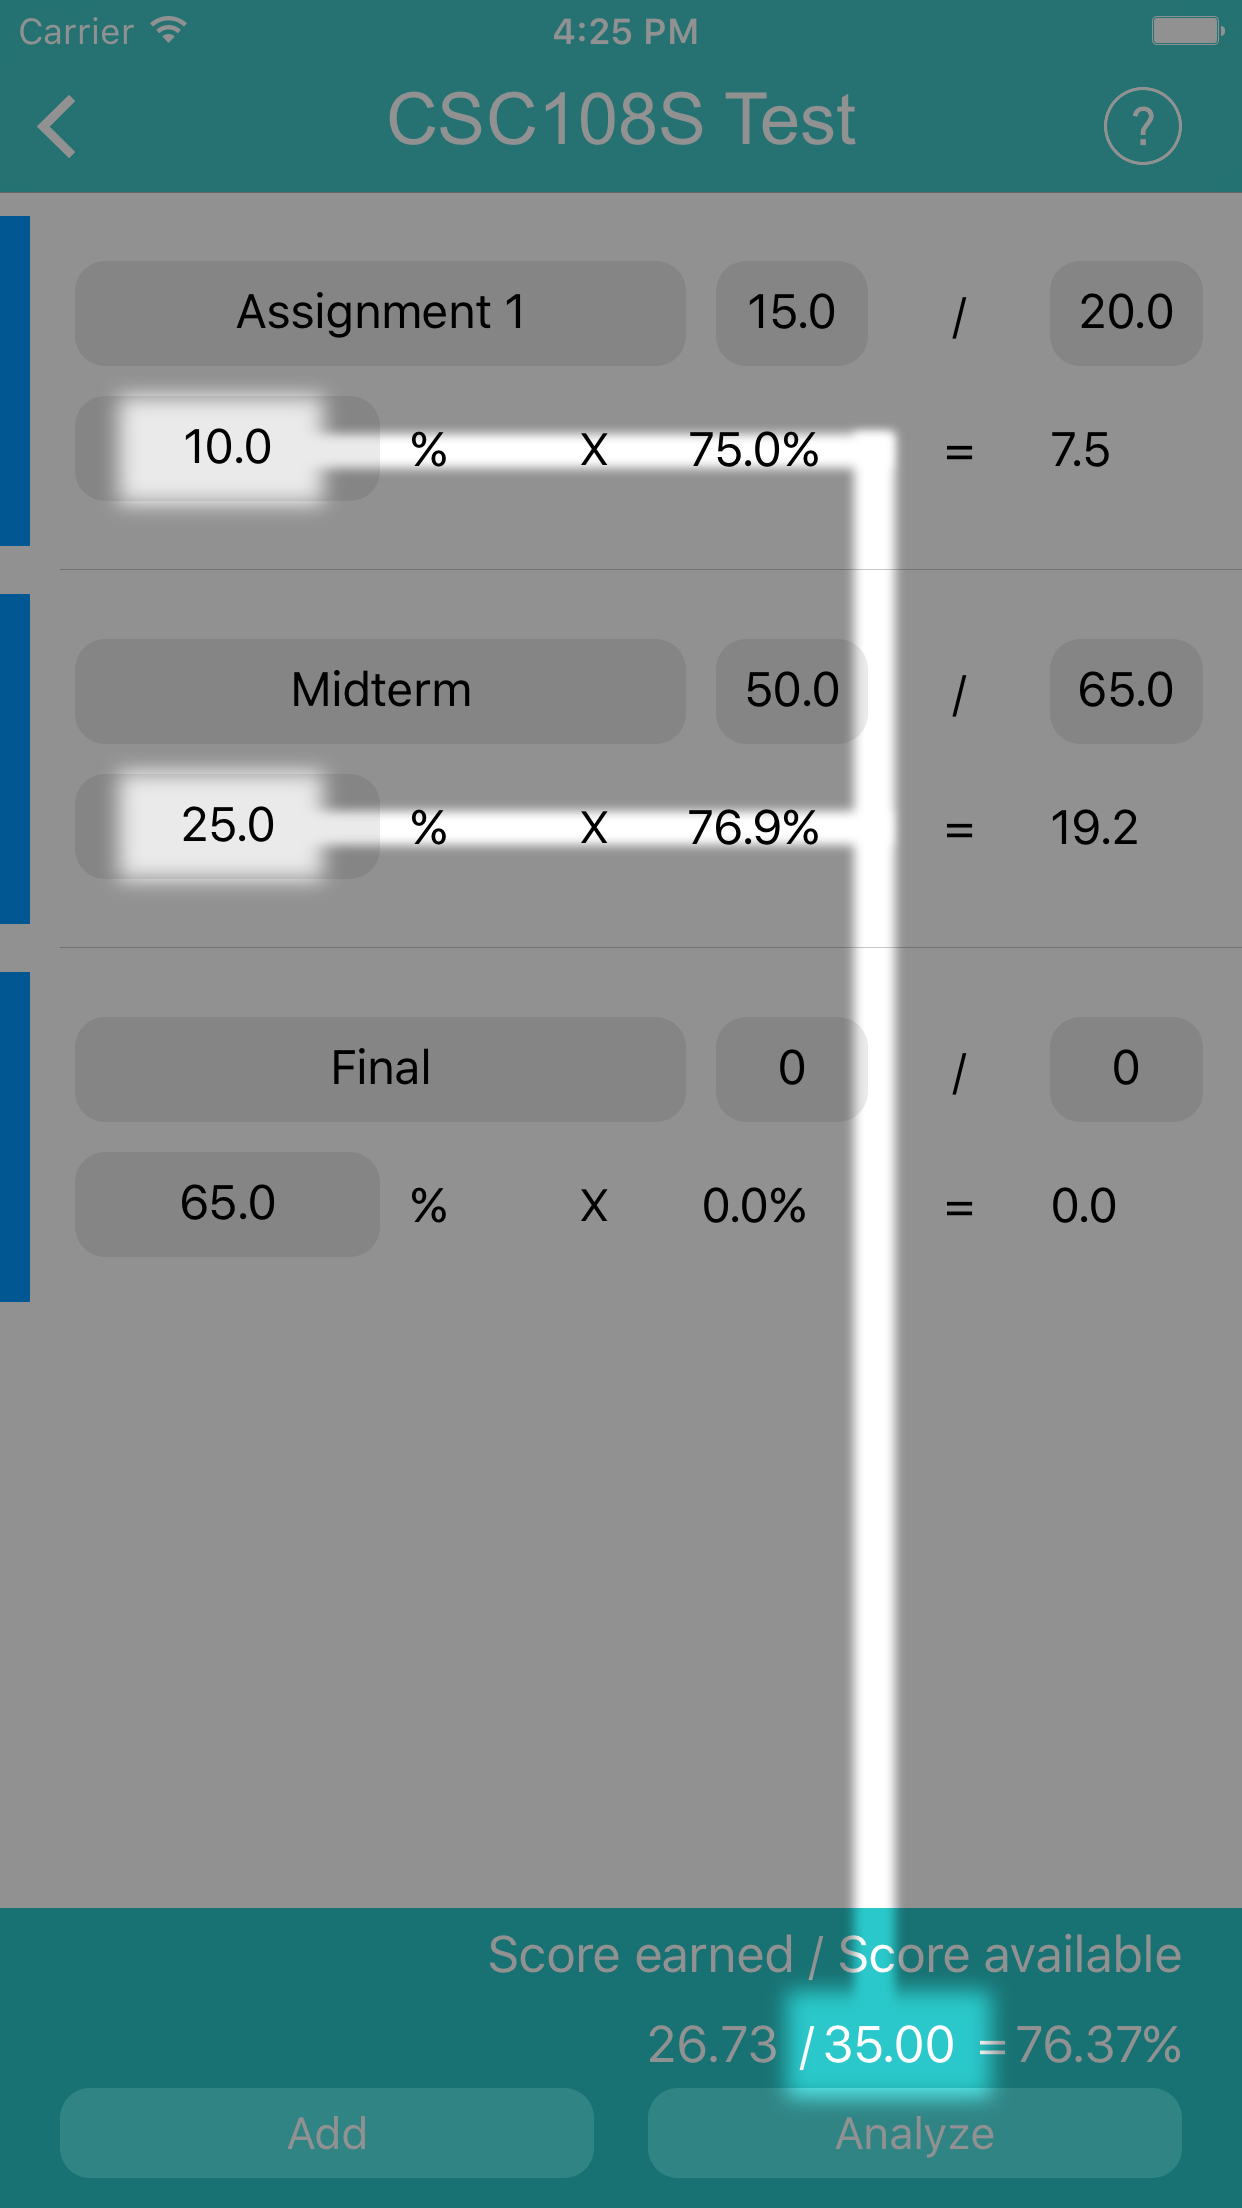 Carrier 4:25 PM
CSC108S Test ?
Assignment 1 15.0 / 20.0
10.0 % X 75.0% = 7.5
Midterm 50.0 / 65.0
25.0 % X 76.9% = 19.2
Final 0 / 0
65.0 % X 0.0% = 0.0
Score earned / Score available
26.73 / 35.00 = 76.37%
Add Analyze